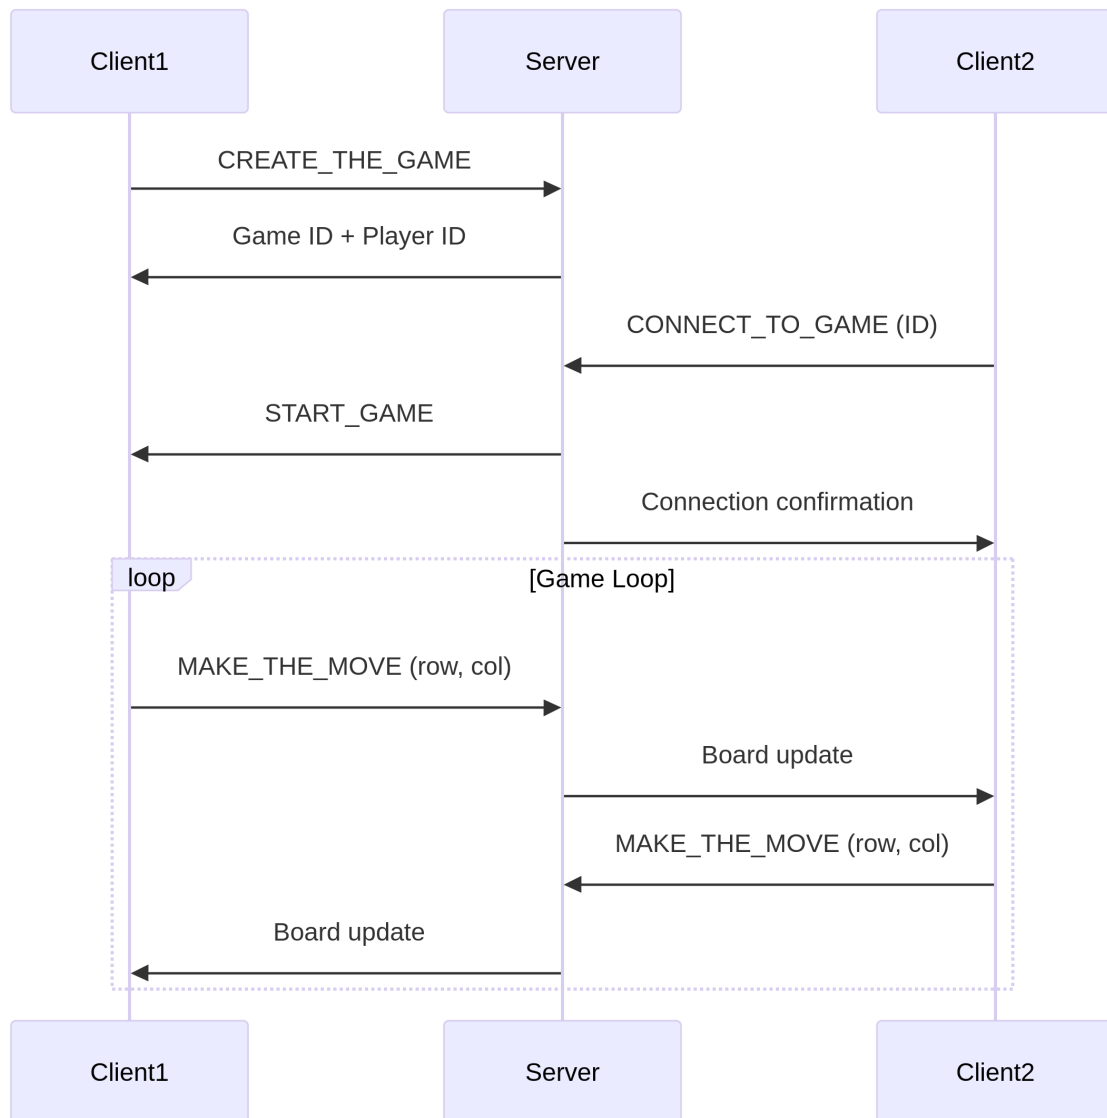 Client1
Server
Client2
CREATE_THE_GAME
Game ID + Player ID
CONNECT_TO_GAME (ID)
START_GAME
Connection confirmation
loop
[Game Loop]
MAKE_THE_MOVE (row, col)
Board update
MAKE_THE_MOVE (row, col)
Board update
Client1
Server
Client2